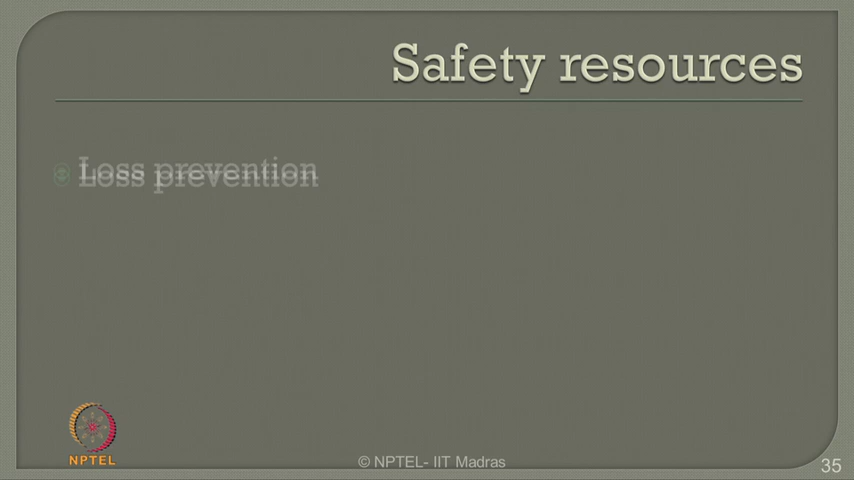 Safety resources
Loss prevention
NPTEL
© NPTEL- IIT Madras
35